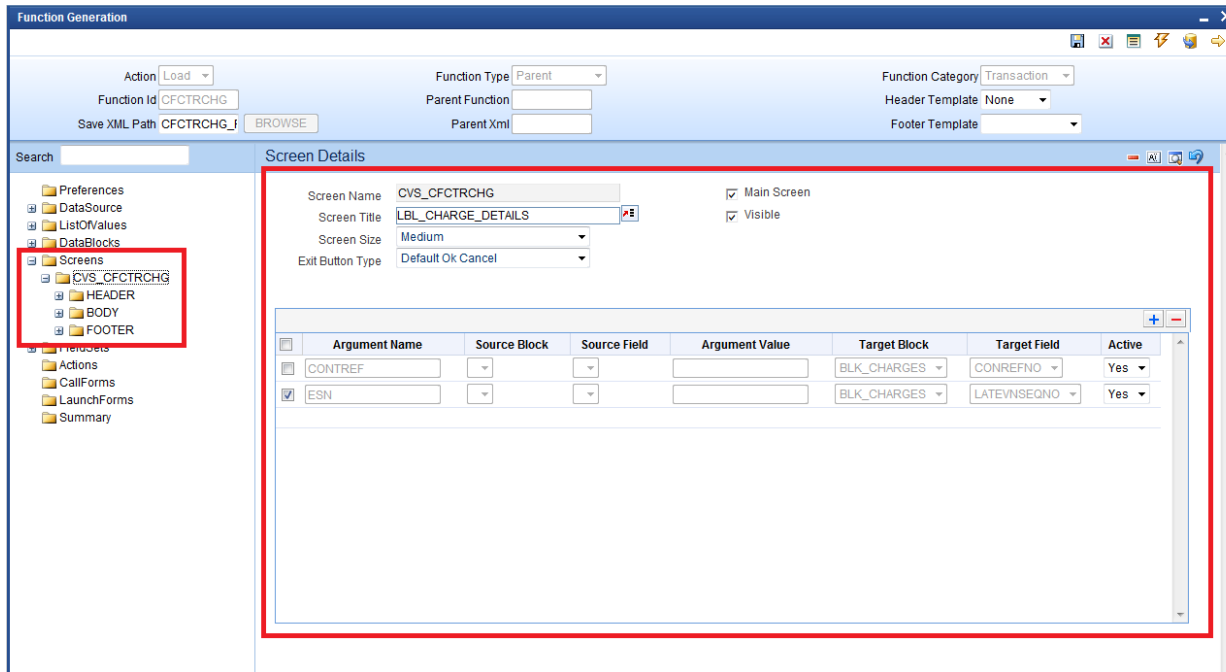 Function Generation
Action Load Function Type Parent Function Category Transaction
Function Id CFCTRCHG Parent Function Header Template None
Save XML Path CFCTRCHG_ BROWSE Parent Xml Footer Template
Search Screen Details
Preferences
DataSource
ListOfValues
DataBlocks
Screens
CVS_CFCTRCHG
HEADER
BODY
FOOTER
FieldSets
Actions
CallForms
LaunchForms
Summary
Screen Name CVS_CFCTRCHG Main Screen
Screen Title LBL_CHARGE_DETAILS Visible
Screen Size Medium
Exit Button Type Default Ok Cancel
Argument Name Source Block Source Field Argument Value Target Block Target Field Active
CONTREF BLK_CHARGES CONREFNO Yes
ESN BLK_CHARGES LATEVNSEQNO Yes